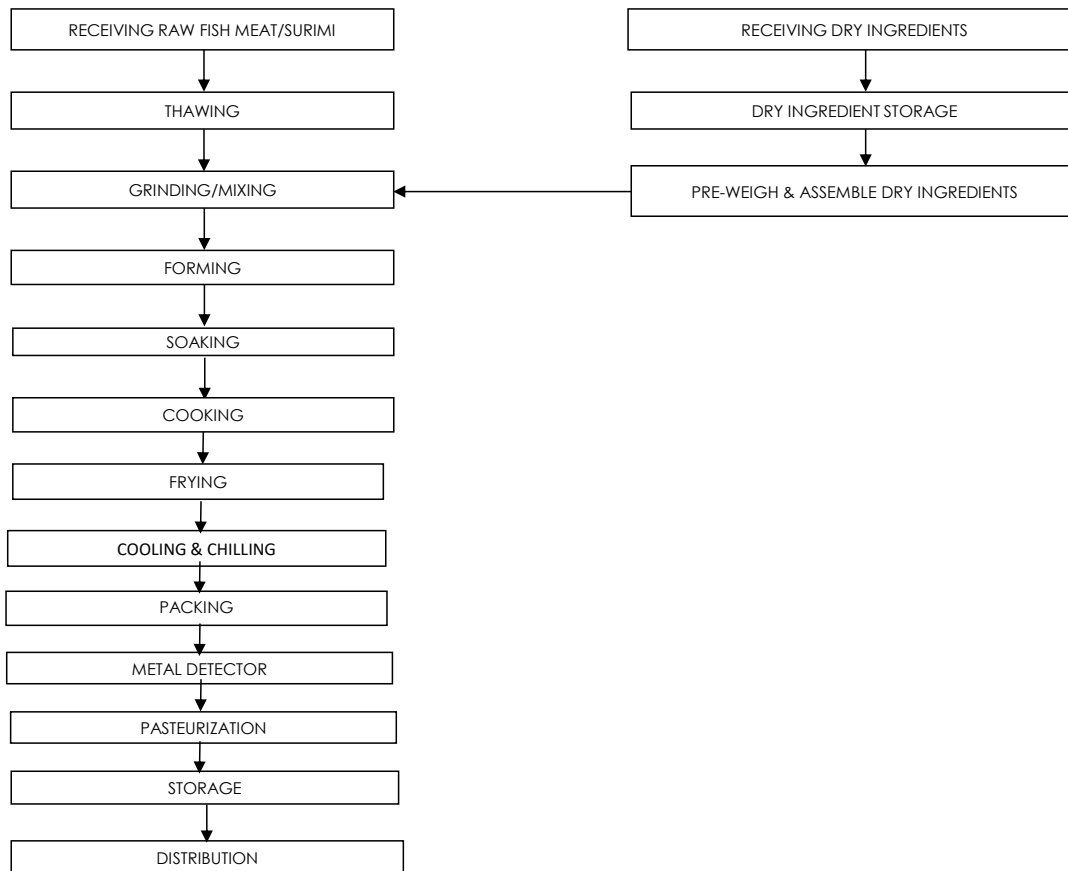 RECEIVING RAW FISH MEAT/SURIMI
THAWING
GRINDING/MIXING
FORMING
SOAKING
COOKING
FRYING
COOLING & CHILLING
PACKING
METAL DETECTOR
PASTEURIZATION
STORAGE
DISTRIBUTION
RECEIVING DRY INGREDIENTS
DRY INGREDIENT STORAGE
PRE-WEIGH & ASSEMBLE DRY INGREDIENTS